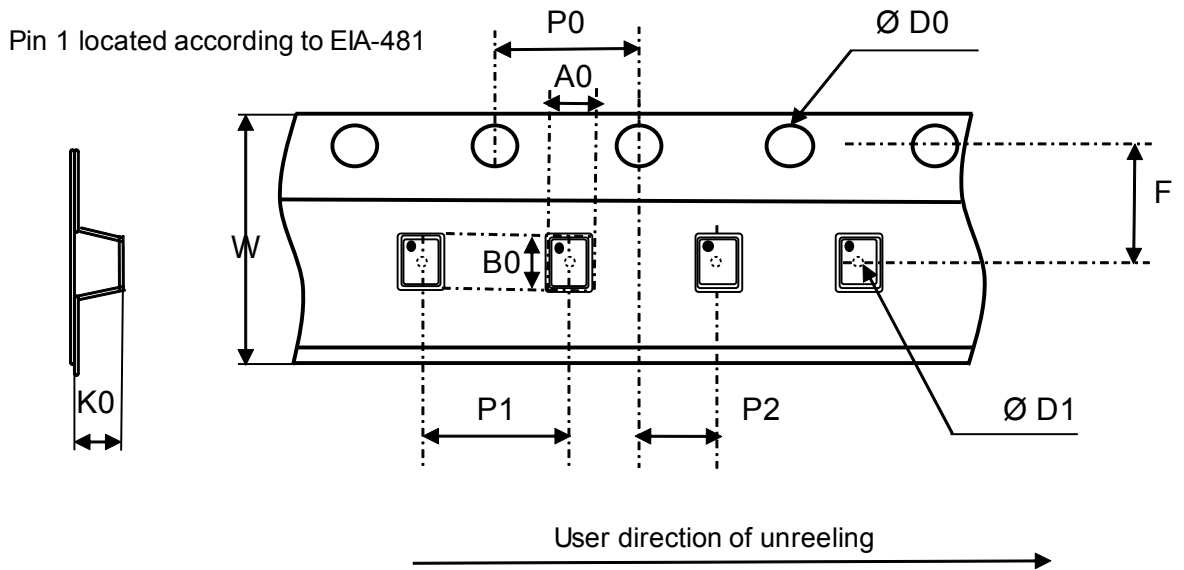 P0
Ø D0
Pin 1 located according to EIA-481
A0
F
W
B0
K0
P1
P2
Ø D1
User direction of unreeling